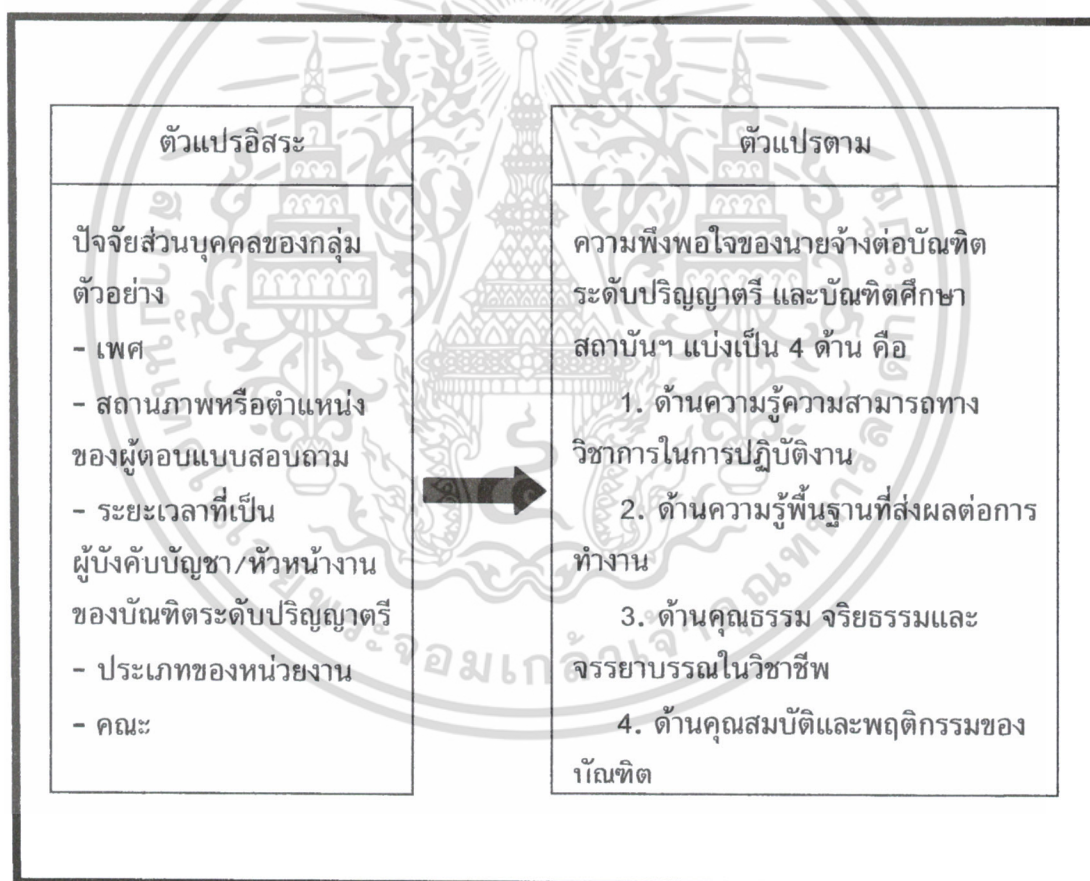 ตัวแปรอิสระ
ปัจจัยส่วนบุคคลของกลุ่ม
ตัวอย่าง
- เพศ
- สถานภาพหรือตำแหน่ง
ของผู้ตอบแบบสอบถาม
- ระยะเวลาที่เป็น
ผู้บังคับบัญชา/หัวหน้างาน
ของบัณฑิตระดับปริญญาตรี
- ประเภทของหน่วยงาน
- คณะ
ตัวแปรตาม
ความพึงพอใจของนายจ้างต่อบัณฑิต
ระดับปริญญาตรี และบัณฑิตศึกษา
สถาบันฯ แบ่งเป็น 4 ด้าน คือ
1. ด้านความรู้ความสามารถทาง
วิชาการในการปฏิบัติงาน
2. ด้านความรู้พื้นฐานที่ส่งผลต่อการ
ทำงาน
3. ด้านคุณธรรม จริยธรรมและ
จรรยาบรรณในวิชาชีพ
4. ด้านคุณสมบัติและพฤติกรรมของ
บัณฑิต